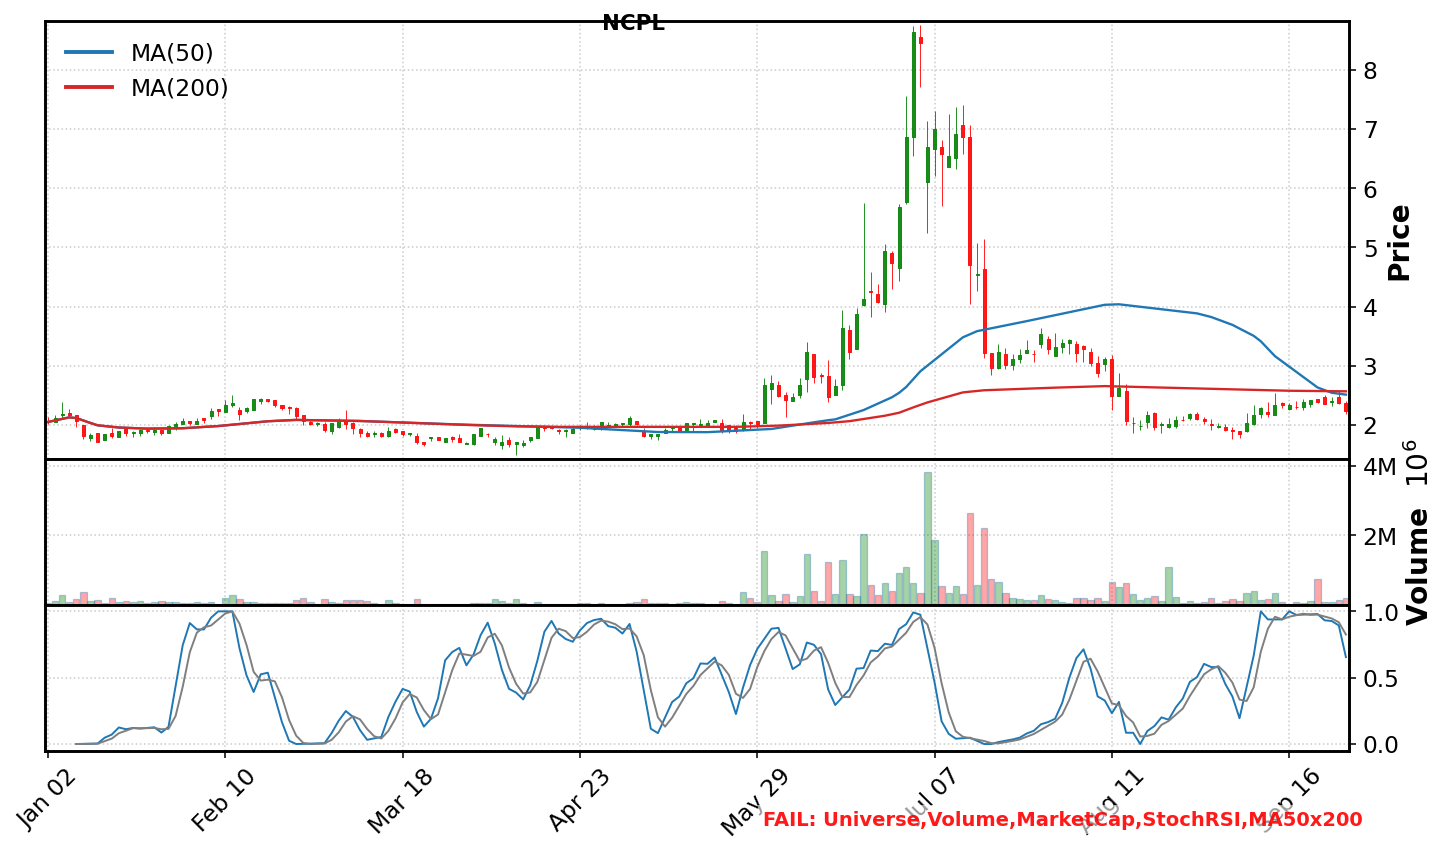 NCPL
MA(50)
MA(200)
8
7
6
5
4
3
2
Price
4M
2M
Volume 10^6
1.0
0.5
0.0
Jan 02
Feb 10
Mar 18
Apr 23
May 29
Jul 07
Aug 11
Sep 16
FAIL: Universe,Volume,MarketCap,StochRSI,MA50x200